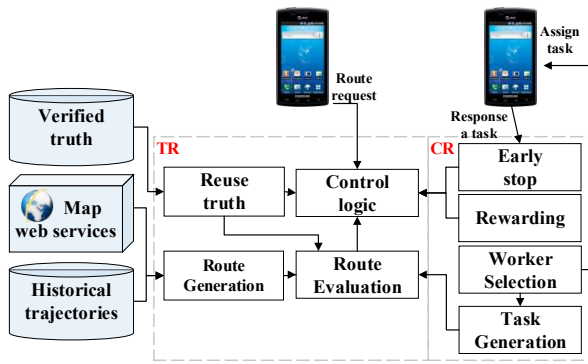 Route
request
Assign
task
Response
a task
Verified
truth
Map
web services
Historical
trajectories
TR
Reuse
truth
Control
logic
Route
Generation
Route
Evaluation
CR
Early
stop
Rewarding
Worker
Selection
Task
Generation